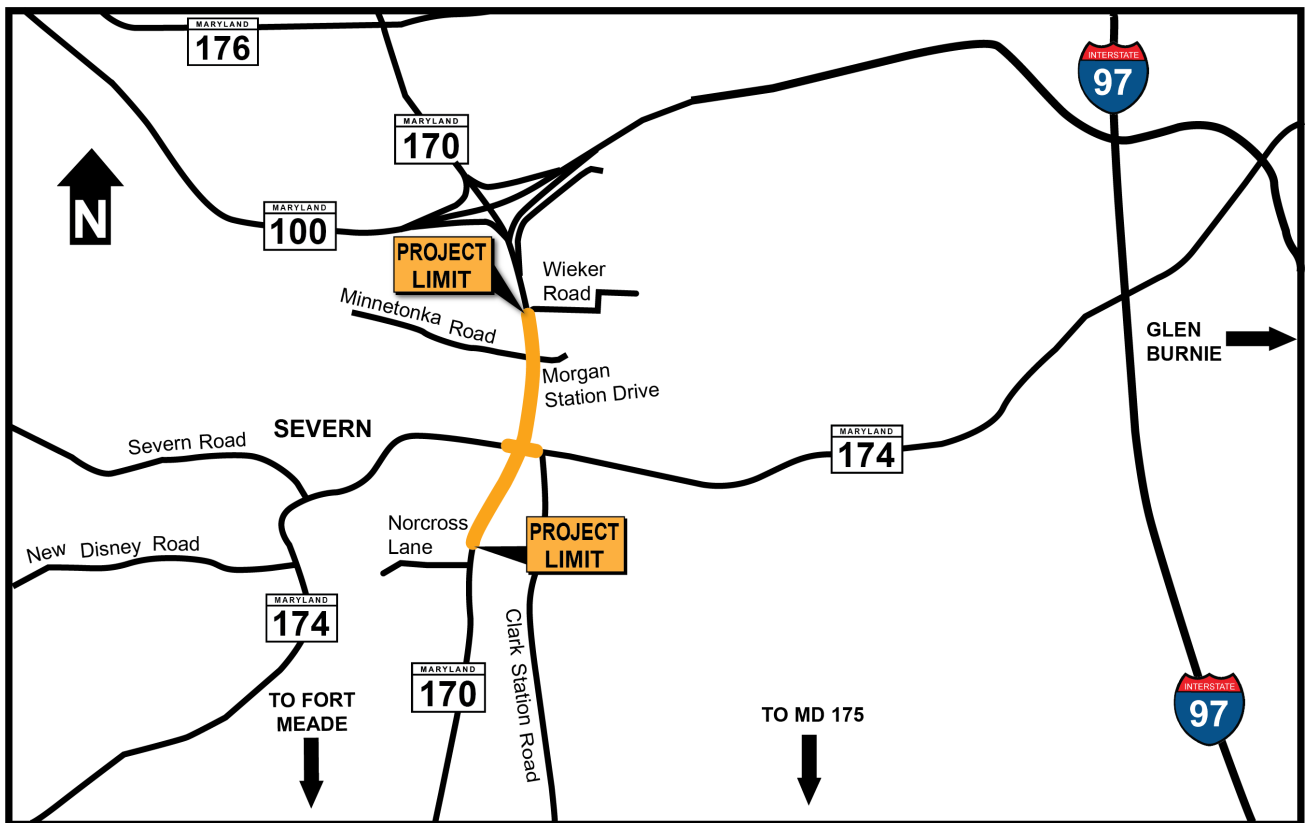 MARYLAND
176
INTERSTATE
97
MARYLAND
170
N
MARYLAND
100
PROJECT
LIMIT
Wieker
Road
Minnetonka Road
GLEN
BURNIE
Morgan
Station Drive
SEVERN
Severn Road
MARYLAND
174
Norcross
Lane
PROJECT
LIMIT
New Disney Road
MARYLAND
174
Clark Station Road
MARYLAND
170
TO FORT
MEADE
TO MD 175
INTERSTATE
97